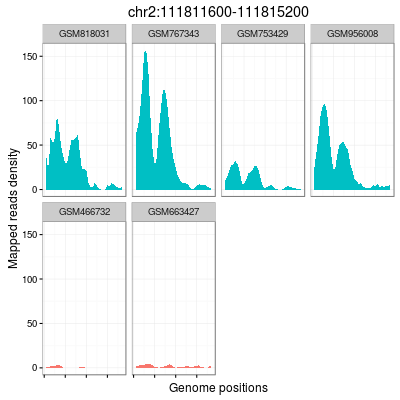 chr2:111811600-111815200
GSM818031 GSM767343 GSM753429 GSM956008
150
100
50
0
GSM466732 GSM663427
150
100
50
0
Mapped reads density
Genome positions